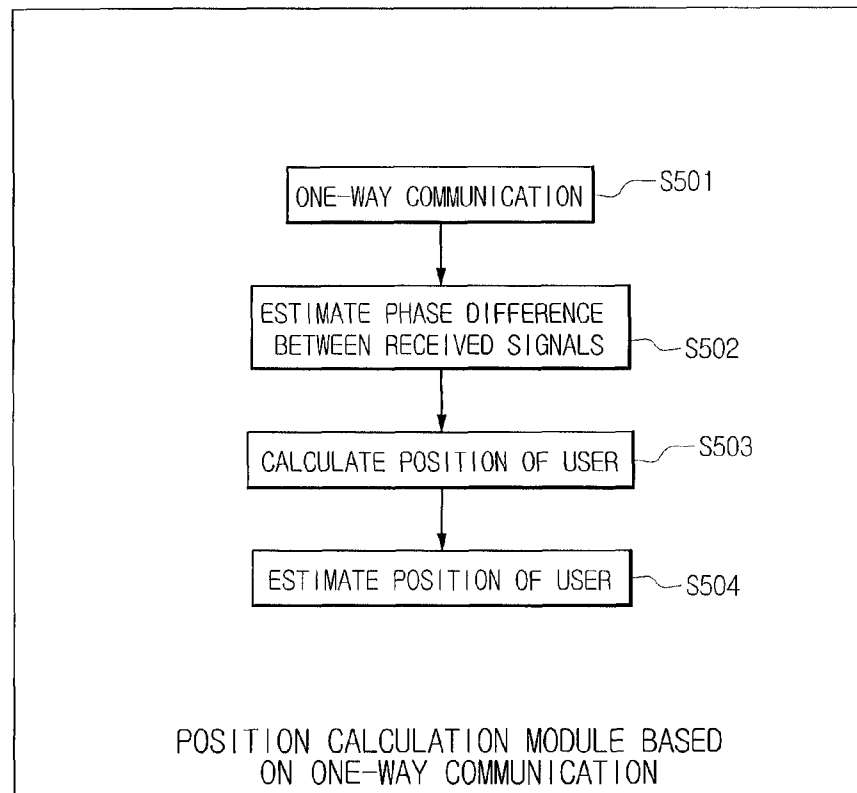 ONE-WAY COMMUNICATION
S501
ESTIMATE PHASE DIFFERENCE
BETWEEN RECEIVED SIGNALS
S502
CALCULATE POSITION OF USER
S503
ESTIMATE POSITION OF USER
S504
POSITION CALCULATION MODULE BASED
ON ONE-WAY COMMUNICATION